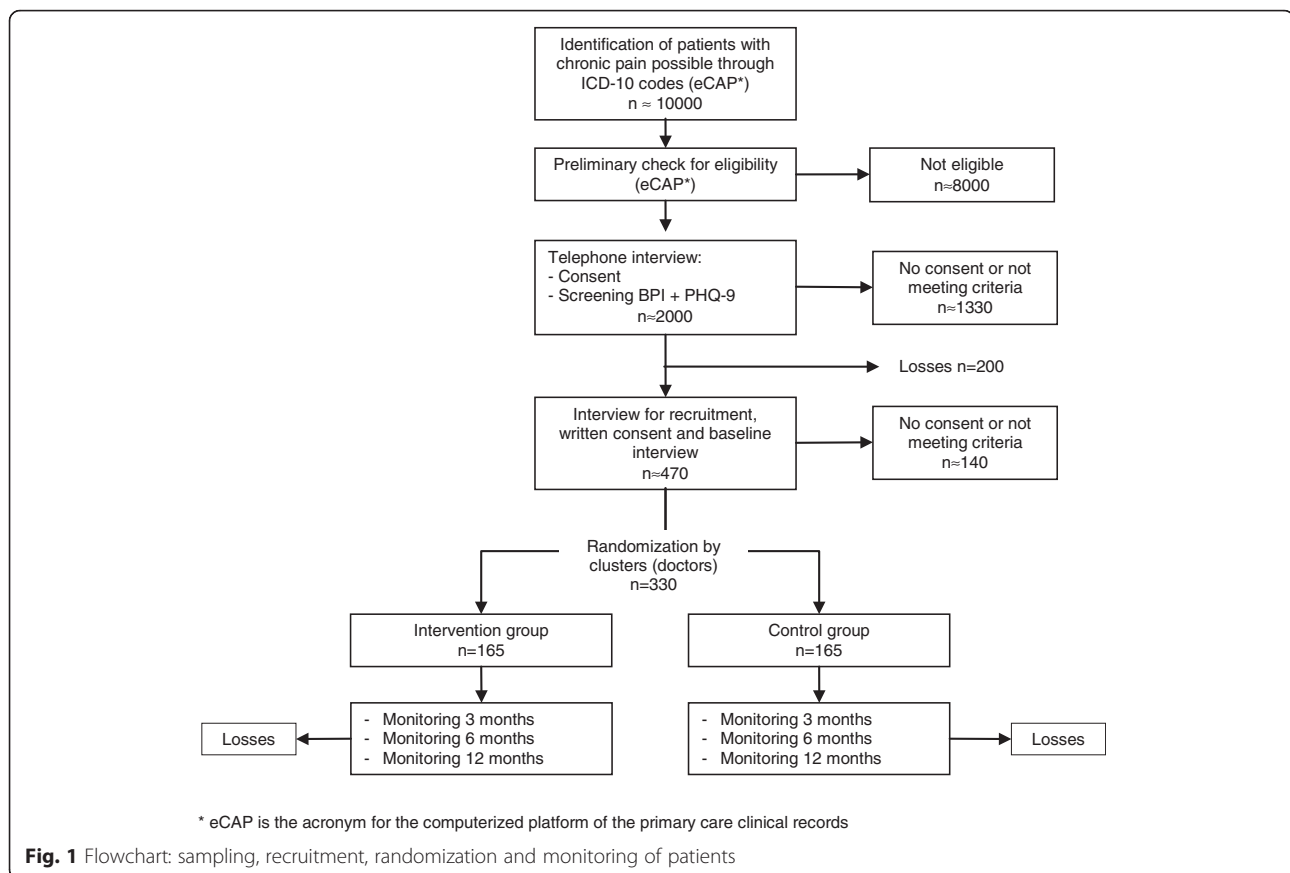 Identification of patients with
chronic pain possible through
ICD-10 codes (eCAP*)
n ≈ 10000
Preliminary check for eligibility
(eCAP*)
Not eligible
n≈8000
Telephone interview:
- Consent
- Screening BPI + PHQ-9
n≈2000
No consent or not
meeting criteria
n≈1330
Losses n=200
Interview for recruitment,
written consent and baseline
interview
n≈470
No consent or not
meeting criteria
n≈140
Randomization by
clusters (doctors)
n=330
Intervention group
n=165
Control group
n=165
Losses
- Monitoring 3 months
- Monitoring 6 months
- Monitoring 12 months
- Monitoring 3 months
- Monitoring 6 months
- Monitoring 12 months
Losses
* eCAP is the acronym for the computerized platform of the primary care clinical records
Fig. 1 Flowchart: sampling, recruitment, randomization and monitoring of patients